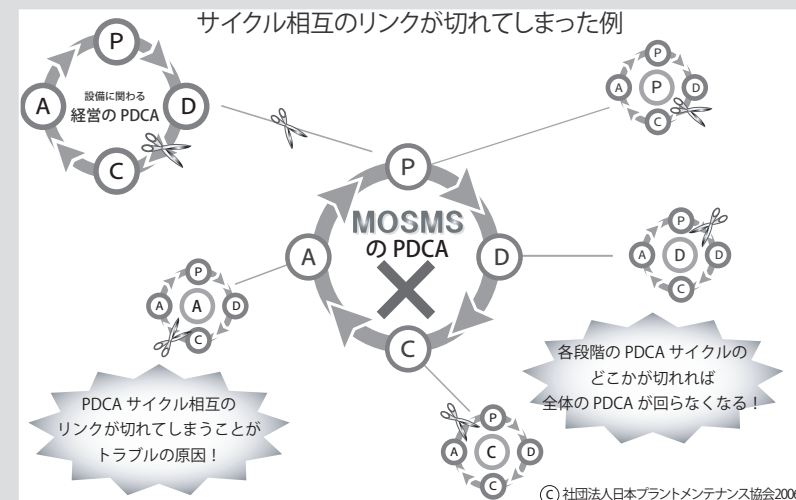 サイクル相互のリンクが切れてしまった例
P
A
D
C
設備に関わる
経営の PDCA
P
A
P
D
C
P
A
D
C
MOSMS
の PDCA
P
A
D
D
C
P
A
A
D
C
P
A
C
D
C
PDCA サイクル相互の
リンクが切れてしまうことが
トラブルの原因！
各段階の PDCA サイクルの
どこかが切れれば
全体の PDCA が回らなくなる！
Ⓒ 社団法人日本プラントメンテナンス協会2006